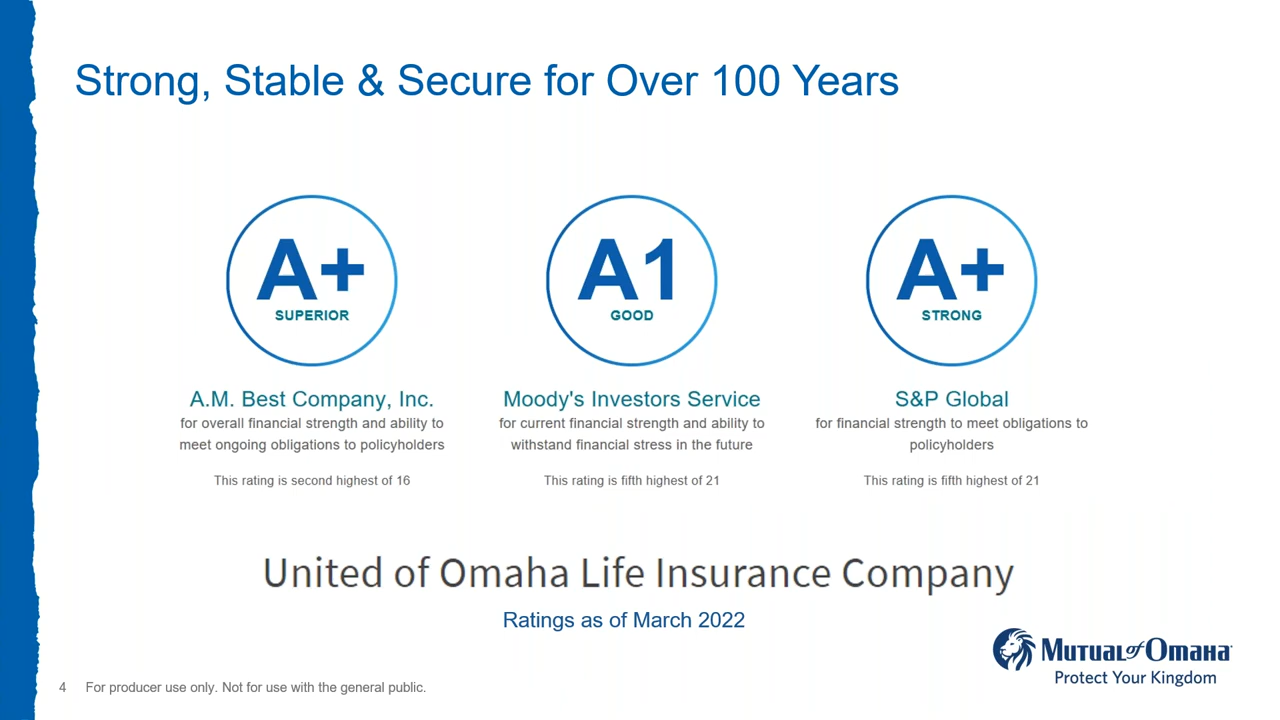 Strong, Stable & Secure for Over 100 Years
A+
SUPERIOR
A.M. Best Company, Inc.
for overall financial strength and ability to
meet ongoing obligations to policyholders
This rating is second highest of 16
A1
GOOD
Moody's Investors Service
for current financial strength and ability to
withstand financial stress in the future
This rating is fifth highest of 21
A+
STRONG
S&P Global
for financial strength to meet obligations to
policyholders
This rating is fifth highest of 21
United of Omaha Life Insurance Company
Ratings as of March 2022
Mutual of Omaha
Protect Your Kingdom
4 For producer use only. Not for use with the general public.